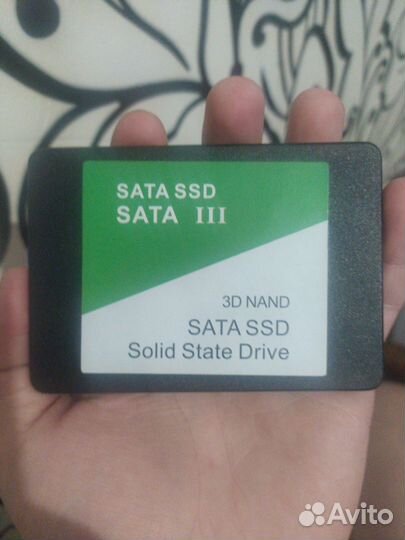 SATA SSD
SATA III
3D NAND
SATA SSD
Solid State Drive
Avito